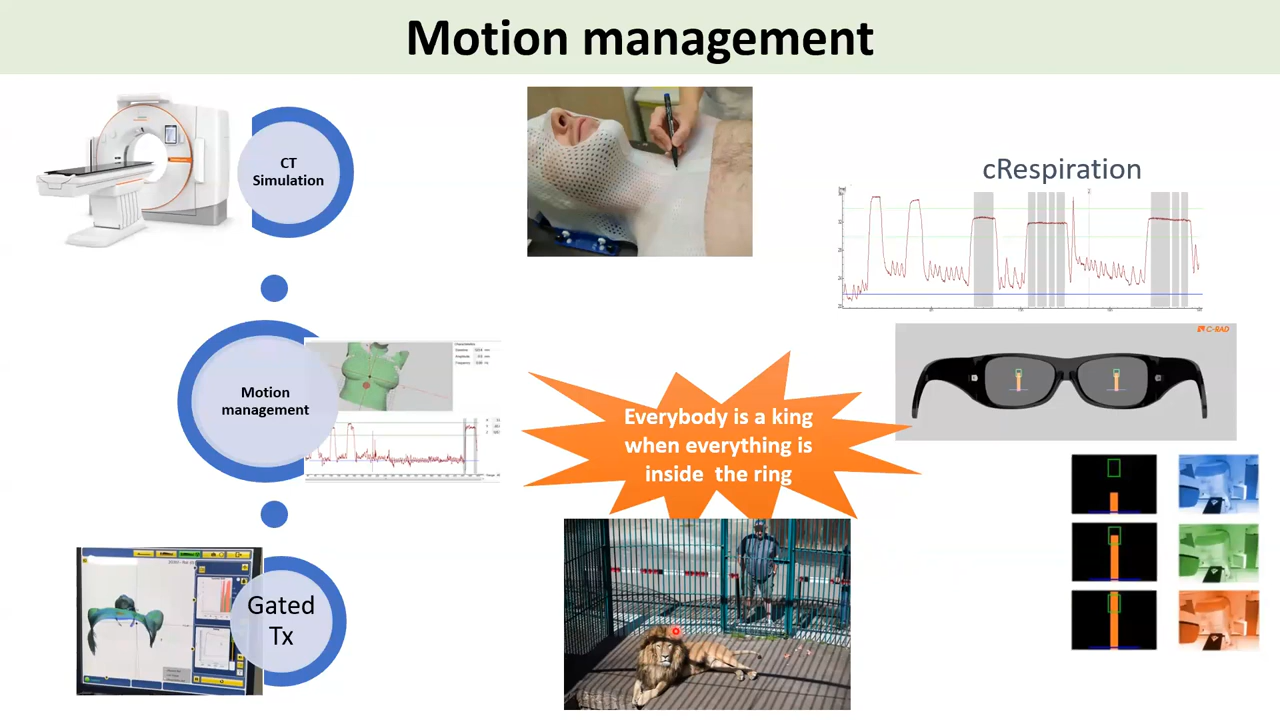 Motion management
CT
Simulation
cRespiration
C-RAD
Motion
management
Everybody is a king
when everything is
inside the ring
Gated
Tx